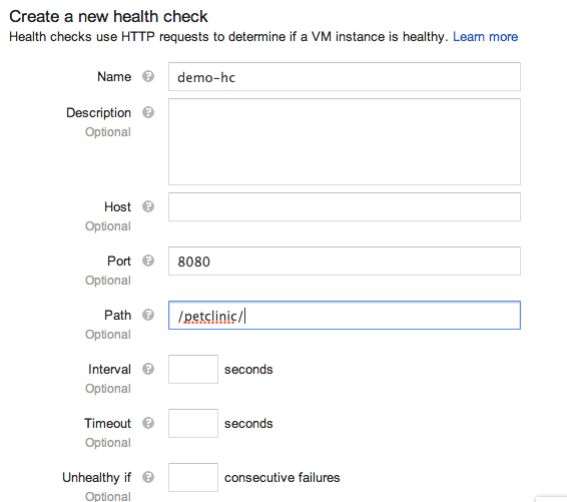 Create a new health check
Health checks use HTTP requests to determine if a VM instance is healthy. Learn more
Name ? demo-hc
Description ?
Optional
Host ?
Optional
Port ? 8080
Optional
Path ? /petclinic/
Optional
Interval ? seconds
Optional
Timeout ? seconds
Optional
Unhealthy if ? consecutive failures
Optional